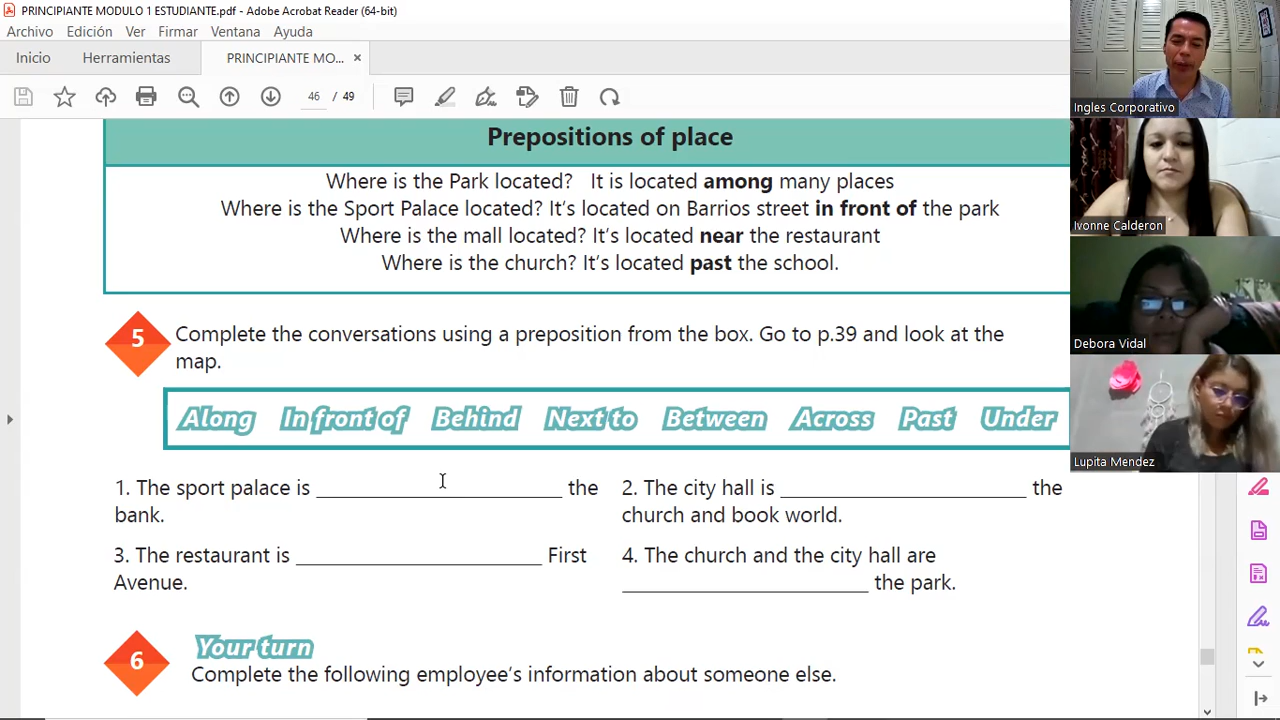 PRINCIPIANTE MODULO 1 ESTUDIANTE.pdf - Adobe Acrobat Reader (64-bit)
Archivo Edición Ver Firmar Ventana Ayuda
Inicio Herramientas PRINCIPIANTE MO... ×
46 / 49
Prepositions of place
Where is the Park located? It is located among many places
Where is the Sport Palace located? It's located on Barrios street in front of the park
Where is the mall located? It's located near the restaurant
Where is the church? It's located past the school.
5 Complete the conversations using a preposition from the box. Go to p.39 and look at the
map.
Along In front of Behind Next to Between Across Past Under
1. The sport palace is ______________________ the
bank.
2. The city hall is ______________________ the
church and book world.
3. The restaurant is ______________________ First
Avenue.
4. The church and the city hall are
______________________ the park.
6 Your turn
Complete the following employee's information about someone else.
Ingles Corporativo
Ivonne Calderon
Debora Vidal
Lupita Mendez